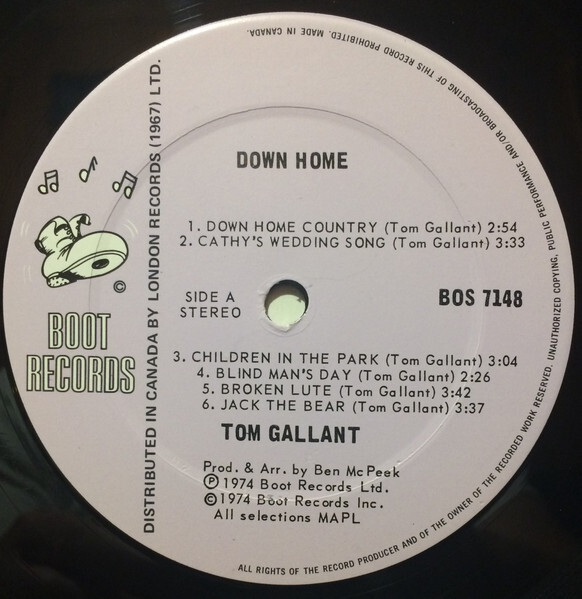 DOWN HOME
1. DOWN HOME COUNTRY (Tom Gallant) 2:54
2. CATHY'S WEDDING SONG (Tom Gallant) 3:33
SIDE A
STEREO
BOS 7148
3. CHILDREN IN THE PARK (Tom Gallant) 3:04
4. BLIND MAN'S DAY (Tom Gallant) 2:26
5. BROKEN LUTE (Tom Gallant) 3:42
6. JACK THE BEAR (Tom Gallant) 3:37
TOM GALLANT
Prod. & Arr. by Ben McPeek
Ⓟ 1974 Boot Records Ltd.
© 1974 Boot Records Inc.
All selections MAPL
©
BOOT
RECORDS
DISTRIBUTED IN CANADA BY LONDON RECORDS (1967) LTD.
ALL RIGHTS OF THE RECORD PRODUCER AND OF THE OWNER OF THE RECORDED WORK RESERVED. UNAUTHORIZED COPYING, PUBLIC PERFORMANCE AND/OR BROADCASTING OF THIS RECORD PROHIBITED. MADE IN CANADA.